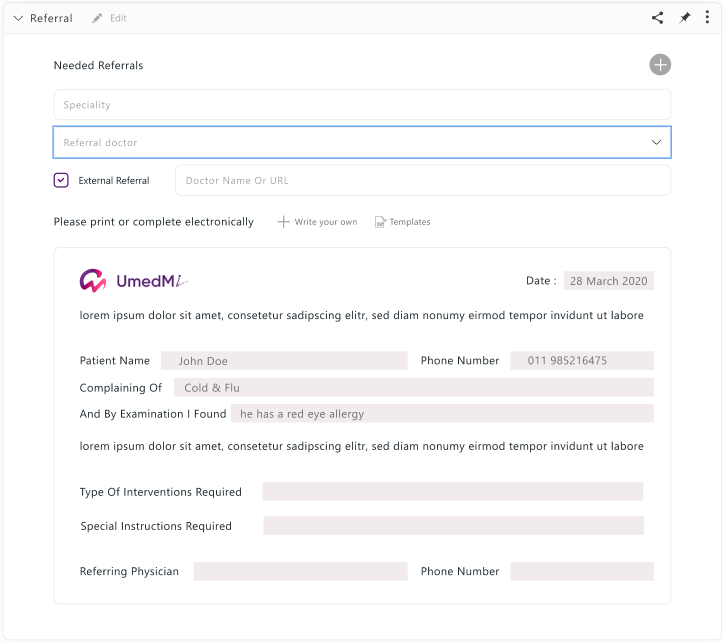 Referral Edit
Needed Referrals
Speciality
Referral doctor
External Referral Doctor Name Or URL
Please print or complete electronically Write your own Templates
UmedMi Date : 28 March 2020
lorem ipsum dolor sit amet, consetetur sadipscing elitr, sed diam nonumy eirmod tempor invidunt ut labore
Patient Name John Doe Phone Number 011 985216475
Complaining Of Cold & Flu
And By Examination I Found he has a red eye allergy
lorem ipsum dolor sit amet, consetetur sadipscing elitr, sed diam nonumy eirmod tempor invidunt ut labore
Type Of Interventions Required
Special Instructions Required
Referring Physician Phone Number